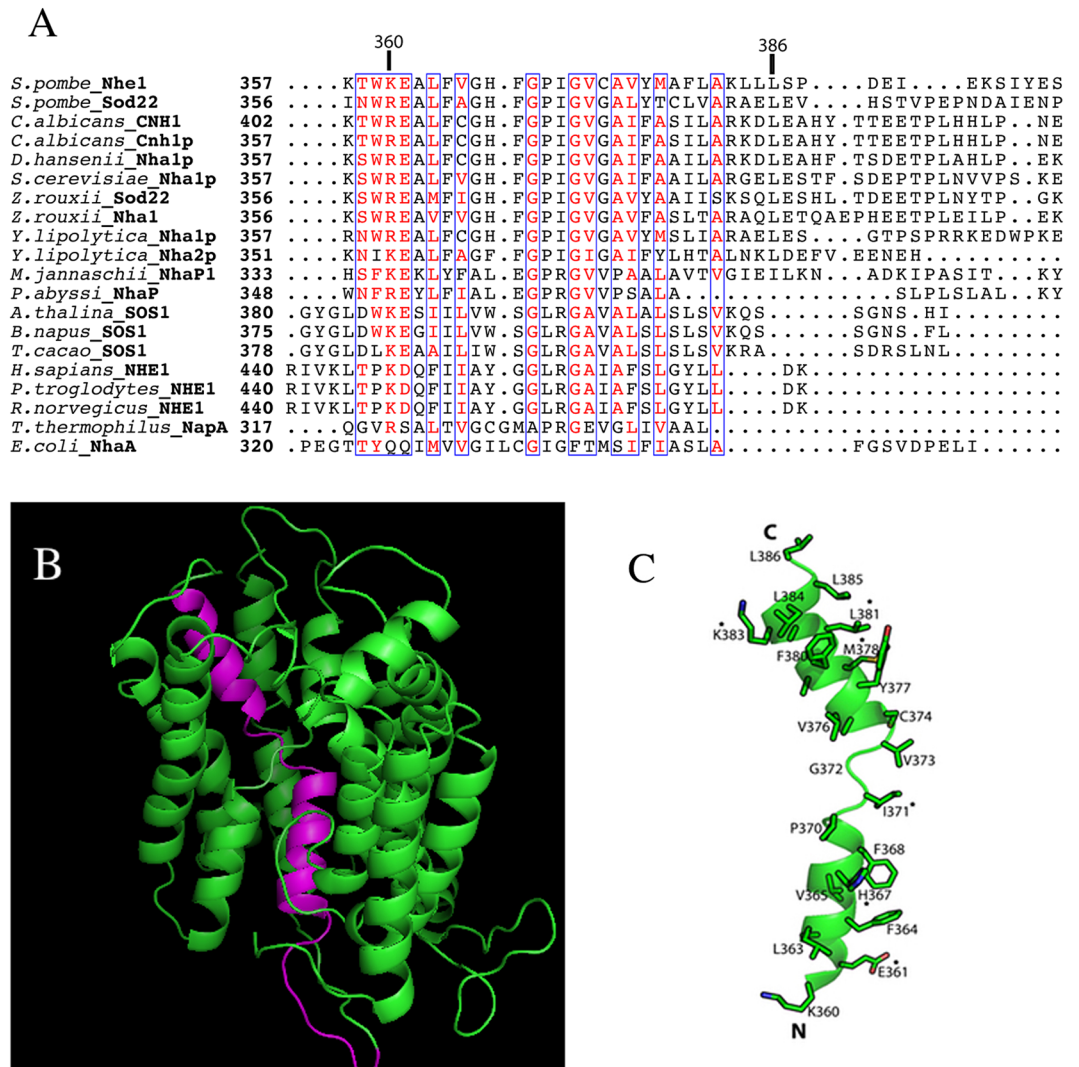 A
360
386
S.pombe_Nhe1 357 ....KTWKEALFVGH.FGPIGVCAVYMAFLAKLLLSP....DEI....EKSIYES
S.pombe_Sod22 356 ....INWREALFAGH.FGPIGVGALYTCLVARAELEV....HSTVPEPNDAIENP
C.albicans_CNH1 402 ....KTWREALFCGH.FGPIGVGAIFASILARKDLEAHY.TTEETPLHHLP..NE
C.albicans_Cnh1p 357 ....KTWREALFCGH.FGPIGVGAIFASILARKDLEAHY.TTEETPLHHLP..NE
D.hansenii_Nha1p 357 ....KSWREALFCGH.FGPIGVGAIFASILARKDLEAHF.TSDETPLAHLP..EK
S.cerevisiae_Nha1p 357 ....KSWREALFVGH.FGPIGVGAIFAAILARGELESTF.SDEPTPLNVVPS.KE
Z.rouxii_Sod22 356 ....KSWREAMFIGH.FGPIGVGAVYAAIISKSQLESHL.TDEETPLNYTP..GK
Z.rouxii_Nha1 356 ....KSWREAVFVGH.FGPIGVGAVFASLTARAQLETQAEPHEETPLEILP..EK
Y.lipolytica_Nha1p 357 ....RNWREALFCGH.FGPIGVGAVYMSLIARAELES....GTPSPRRKEDWPKE
Y.lipolytica_Nha2p 351 ....KNIKEALFAGF.FGPIGIGAIFYLHTALNKLDEFV.EENEH..........
M.jannaschii_NhaP1 333 ....HSFKEKLYFAL.EGPRGVVPAALAVTVGIEILKN...ADKIPASIT...KY
P.abyssi_NhaP 348 ....WNFREYLFIAL.EGPRGVVPSALA...............SLPLSLAL..KY
A.thalina_SOS1 380 .GYGLDWKESIILVW.SGLRGAVALALSLSVKQS.......SGNS.HI.......
B.napus_SOS1 375 .GYGLDWKEGIILVW.SGLRGAVALSLSLSVKQS.......SGNS.FL.......
T.cacao_SOS1 378 .GYGLDLKEAAILIW.SGLRGAVALSLSLSVKRA.......SDRSLNL.......
H.sapiens_NHE1 440 RIVKLTPKDQFIIAY.GGLRGAIAFSLGYLL....DK..................
P.troglodytes_NHE1 440 RIVKLTPKDQFIIAY.GGLRGAIAFSLGYLL....DK..................
R.norvegicus_NHE1 440 RIVKLTPKDQFIIAY.GGLRGAIAFSLGYLL....DK..................
T.thermophilus_NapA 317 ....QGVRSALTVGCGMAPRGEVGLIVAAL.........................
E.coli_NhaA 320 .PEGTTYQQIMVVGILCGIGFTMSIFIASLA..........FGSVDPELI.....
B
C
C
L386
L385
L384
L381
K383
F380
M378
Y377
V376
C374
V373
G372
I371
P370
F368
V365
H367
F364
L363
E361
K360
N